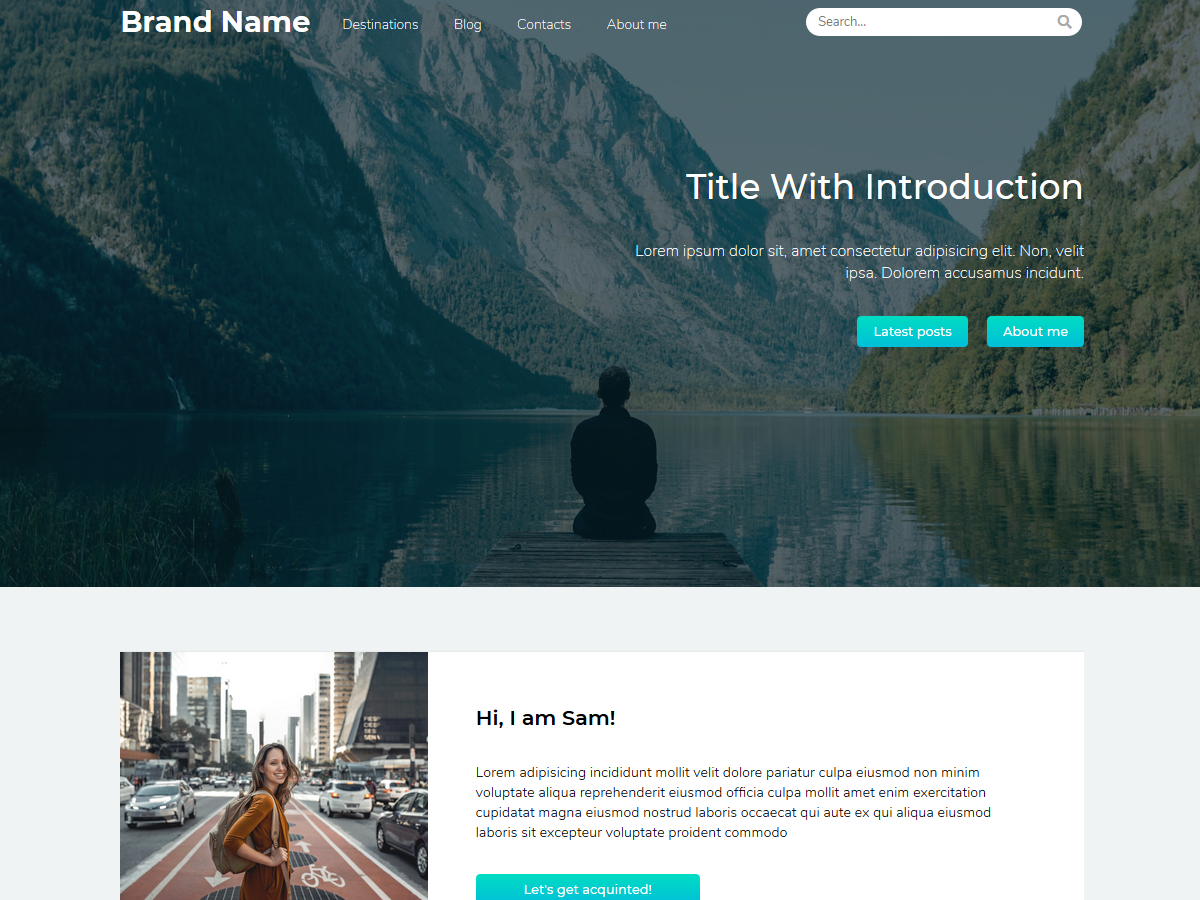 Brand Name
Destinations
Blog
Contacts
About me
Search...
Title With Introduction
Lorem ipsum dolor sit, amet consectetur adipisicing elit. Non, velit
ipsa. Dolorem accusamus incidunt.
Latest posts
About me
Hi, I am Sam!
Lorem adipisicing incididunt mollit velit dolore pariatur culpa eiusmod non minim
voluptate aliqua reprehenderit eiusmod officia culpa mollit amet enim exercitation
cupidatat magna eiusmod nostrud laboris occaecat qui aute ex qui aliqua eiusmod
laboris sit excepteur voluptate proident commodo
Let's get acquinted!